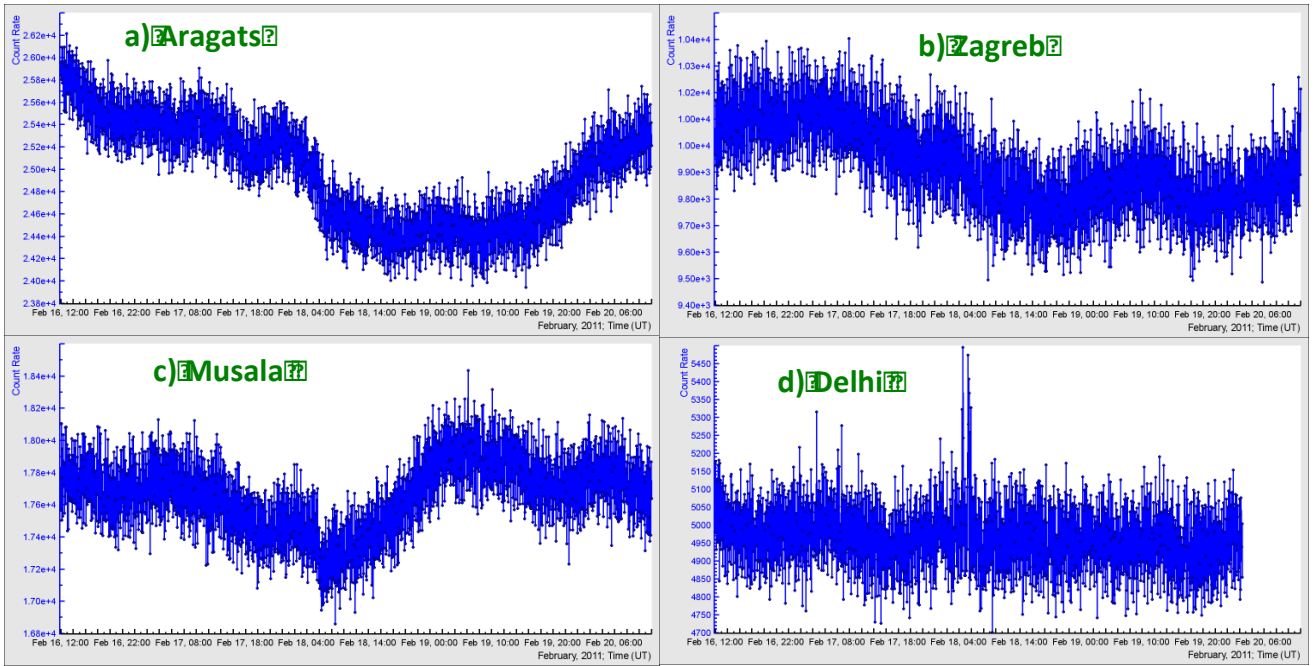 a) Aragats
Count Rate
2.62e+4
2.60e+4
2.58e+4
2.56e+4
2.54e+4
2.52e+4
2.50e+4
2.48e+4
2.46e+4
2.44e+4
2.42e+4
2.40e+4
2.38e+4
Feb 16, 12:00 Feb 16, 22:00 Feb 17, 08:00 Feb 17, 18:00 Feb 18, 04:00 Feb 18, 14:00 Feb 19, 00:00 Feb 19, 10:00 Feb 19, 20:00 Feb 20, 06:00
February, 2011; Time (UT)
b) Zagreb
Count Rate
1.04e+4
1.03e+4
1.02e+4
1.01e+4
1.00e+4
9.90e+3
9.80e+3
9.70e+3
9.60e+3
9.50e+3
9.40e+3
Feb 16, 12:00 Feb 16, 22:00 Feb 17, 08:00 Feb 17, 18:00 Feb 18, 04:00 Feb 18, 14:00 Feb 19, 00:00 Feb 19, 10:00 Feb 19, 20:00 Feb 20, 06:00
February, 2011; Time (UT)
c) Musala
Count Rate
1.84e+4
1.82e+4
1.80e+4
1.78e+4
1.76e+4
1.74e+4
1.72e+4
1.70e+4
1.68e+4
Feb 16, 12:00 Feb 16, 22:00 Feb 17, 08:00 Feb 17, 18:00 Feb 18, 04:00 Feb 18, 14:00 Feb 19, 00:00 Feb 19, 10:00 Feb 19, 20:00 Feb 20, 06:00
February, 2011; Time (UT)
d) Delhi
Count Rate
5450
5400
5350
5300
5250
5200
5150
5100
5050
5000
4950
4900
4850
4800
4750
4700
Feb 16, 12:00 Feb 16, 22:00 Feb 17, 08:00 Feb 17, 18:00 Feb 18, 04:00 Feb 18, 14:00 Feb 19, 00:00 Feb 19, 10:00 Feb 19, 20:00 Feb 20, 06:00
February, 2011; Time (UT)